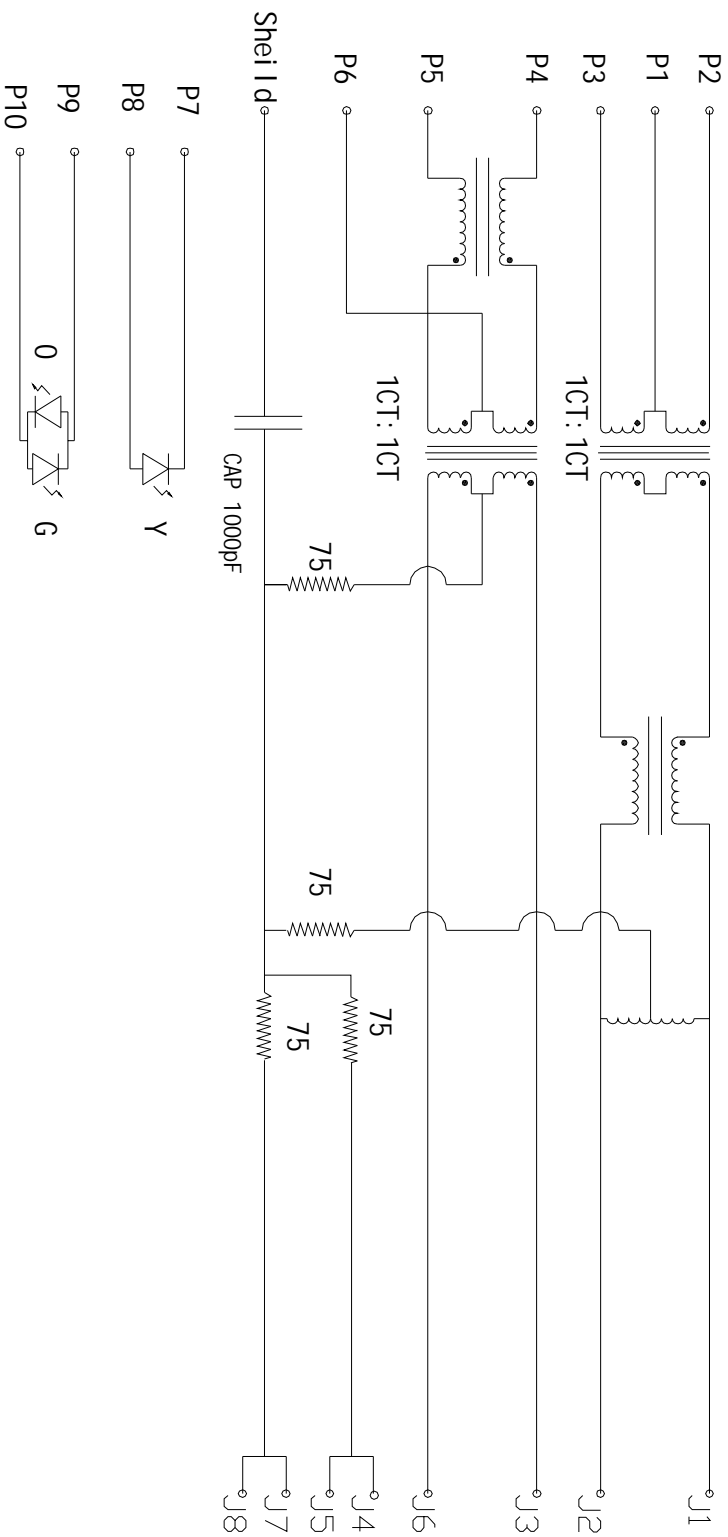 P2
J1
P1
P3
J2
1CT:1CT
P4
J3
P5
J6
1CT:1CT
P6
75
75
75
J4
J5
75
Sheild
J7
J8
CAP 1000pF
P7
Y
P8
P9
O
G
P10